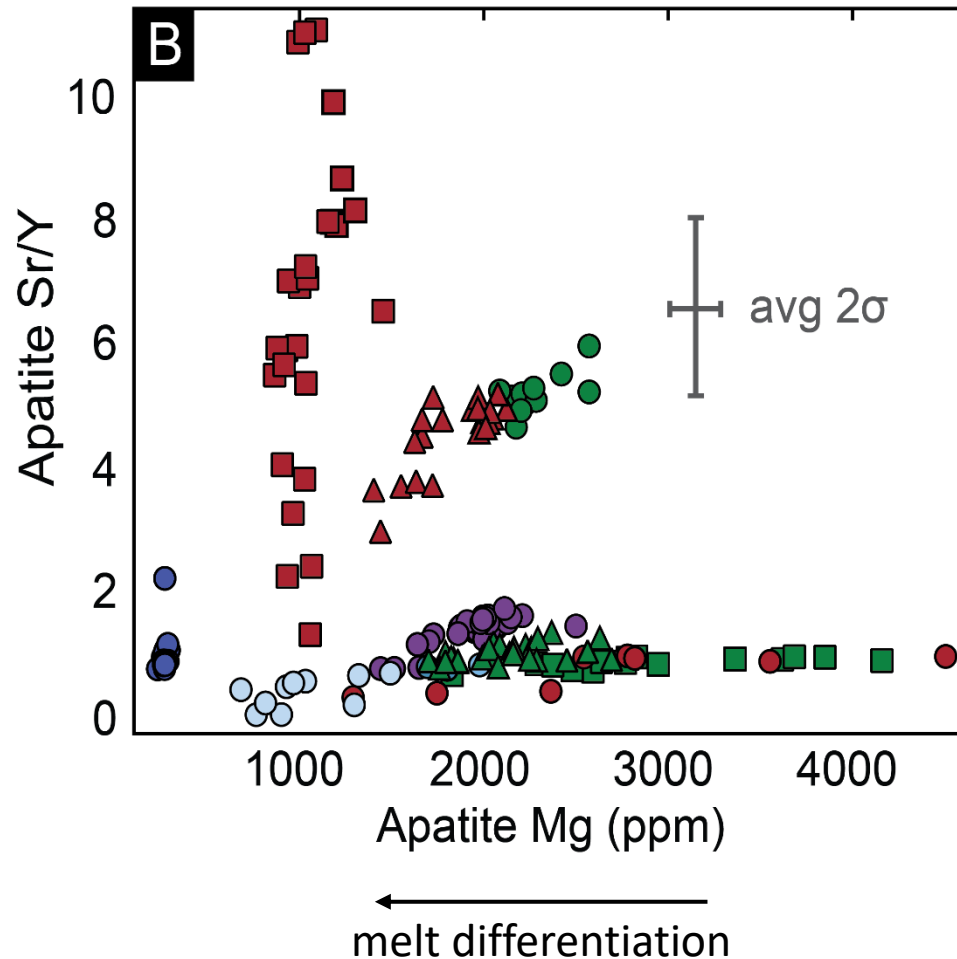 B
Apatite Sr/Y
10
8
6
4
2
0
avg 2σ
1000 2000 3000 4000
Apatite Mg (ppm)
melt differentiation